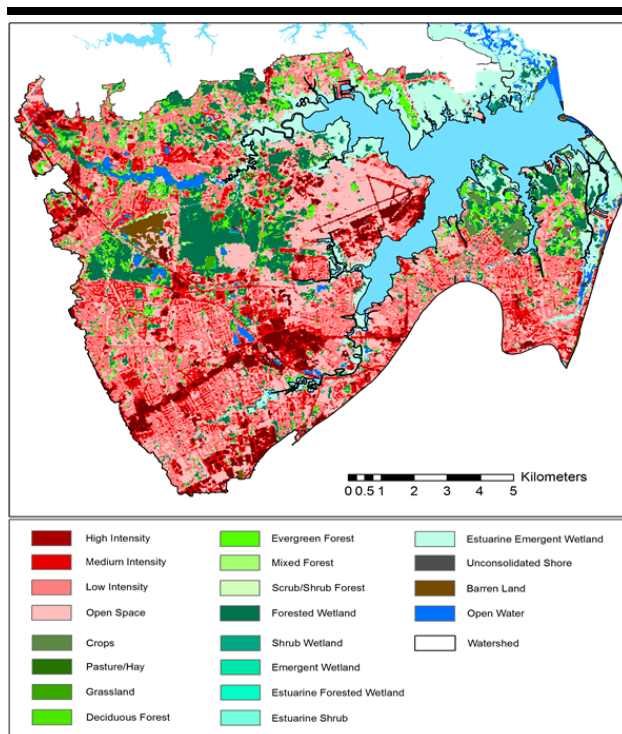 Kilometers
0 0.5 1 2 3 4 5
High Intensity
Medium Intensity
Low Intensity
Open Space
Crops
Pasture/Hay
Grassland
Deciduous Forest
Evergreen Forest
Mixed Forest
Scrub/Shrub Forest
Forested Wetland
Shrub Wetland
Emergent Wetland
Estuarine Forested Wetland
Estuarine Shrub
Estuarine Emergent Wetland
Unconsolidated Shore
Barren Land
Open Water
Watershed